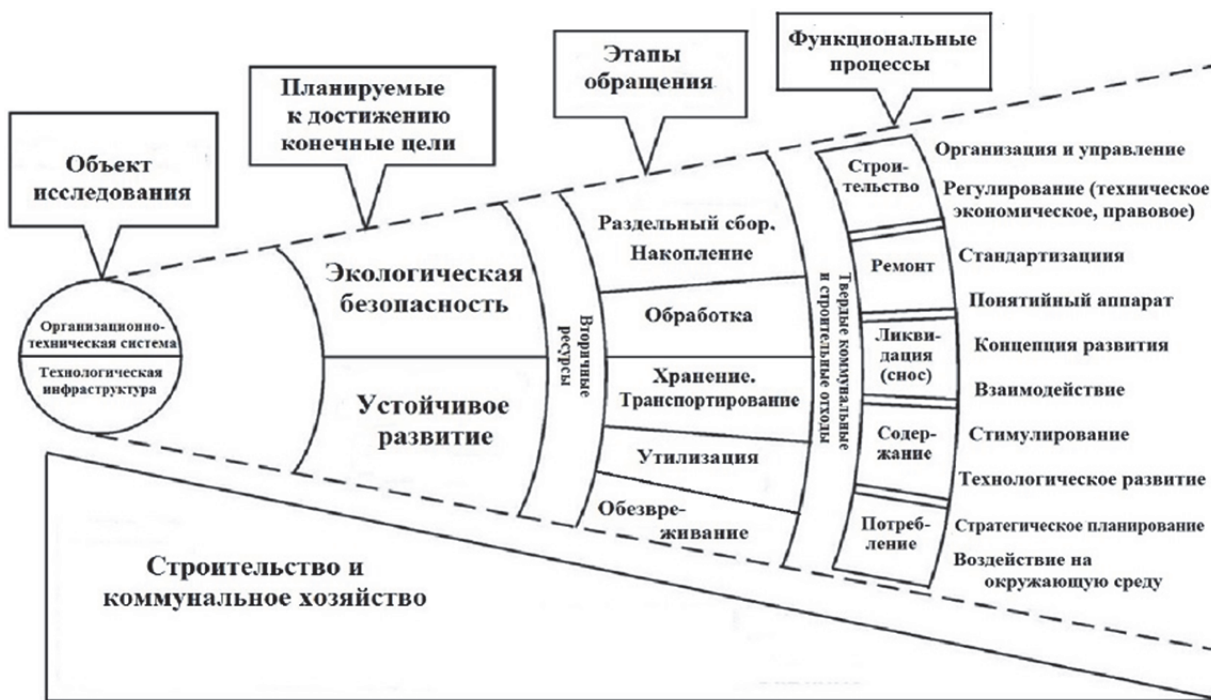 Объект
исследования
Планируемые
к достижению
конечные цели
Этапы
обращения
Функциональные
процессы
Организационно-
техническая система
Технологическая
инфраструктура
Экологическая
безопасность
Устойчивое
развитие
Вторичные
ресурсы
Раздельный сбор.
Накопление
Обработка
Хранение.
Транспортирование
Утилизация
Обезвре-
живание
Твердые коммунальные
и строительные отходы
Строи-
тельство
Ремонт
Ликви-
дация
(снос)
Содер-
жание
Потреб-
ление
Организация и управление
Регулирование (техническое
экономическое, правовое)
Стандартизациия
Понятийный аппарат
Концепция развития
Взаимодействие
Стимулирование
Технологическое развитие
Стратегическое планирование
Воздействие на
окружающую среду
Строительство и
коммунальное хозяйство